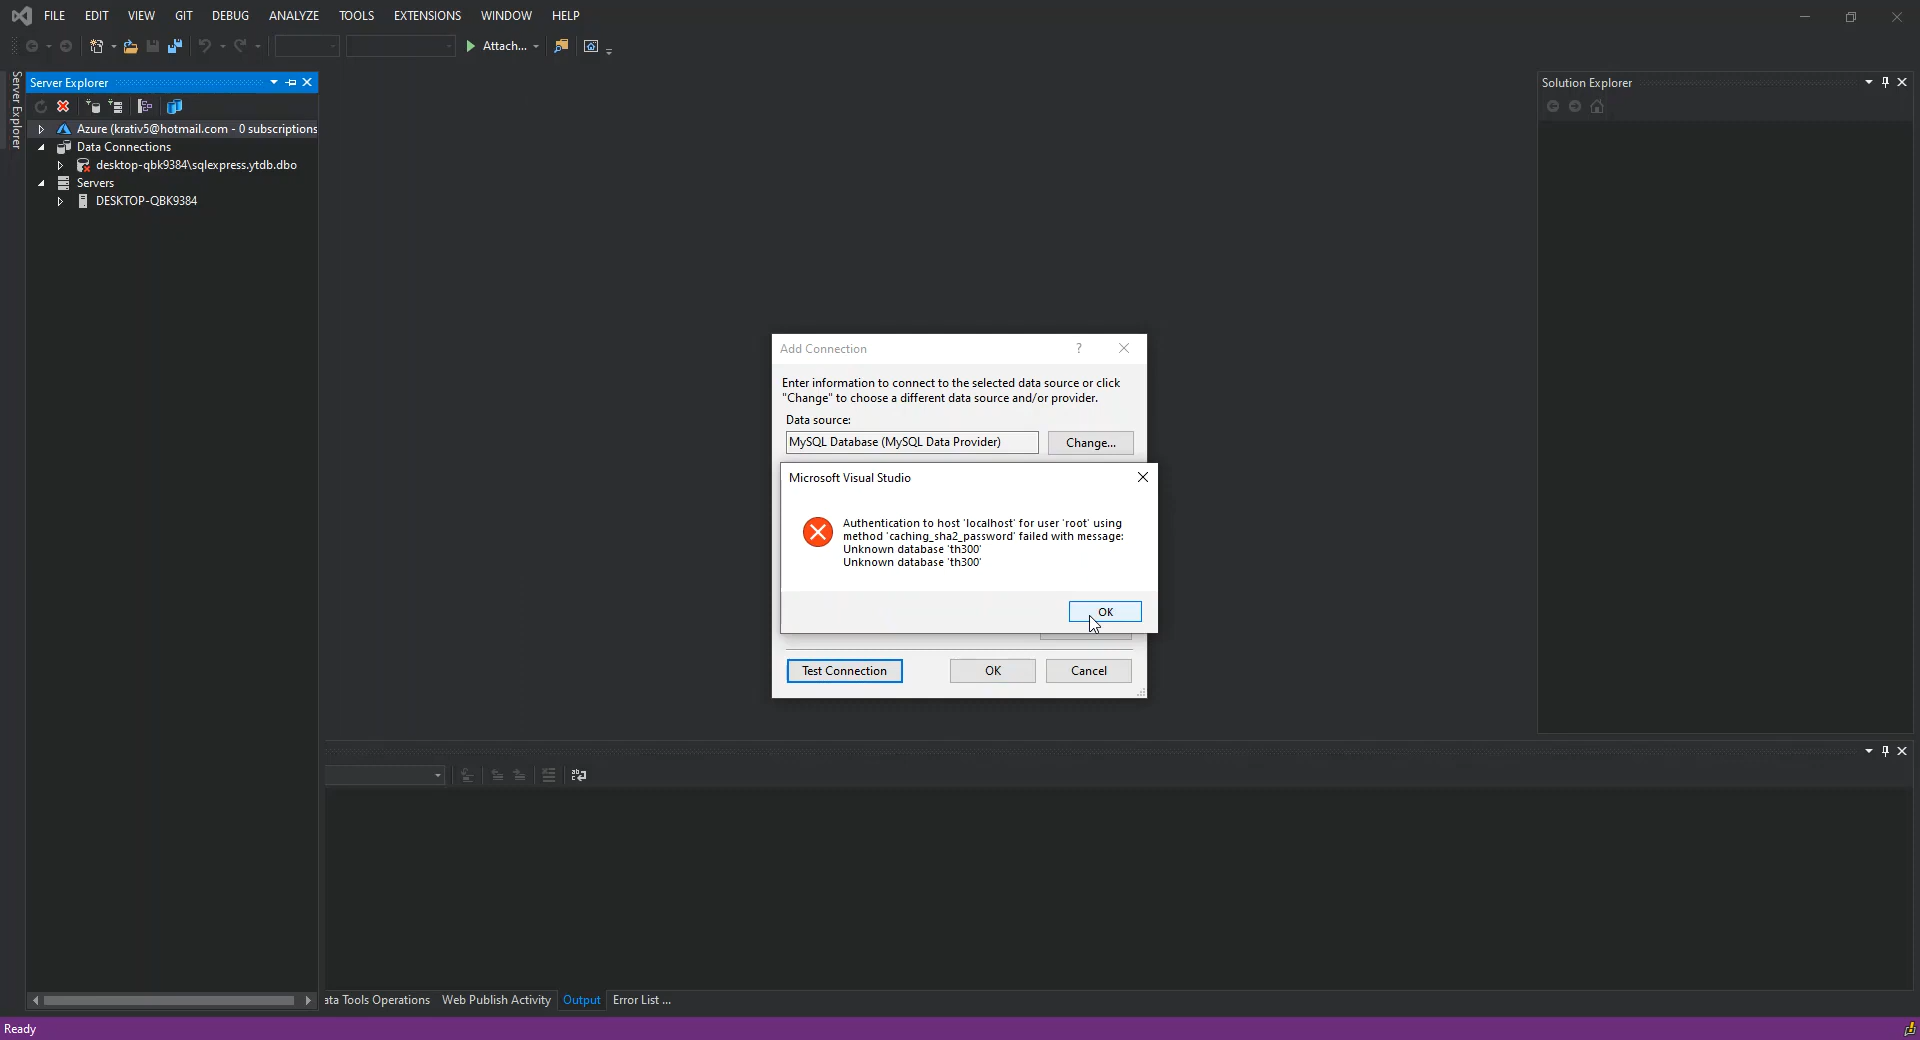 FILE EDIT VIEW GIT DEBUG ANALYZE TOOLS EXTENSIONS WINDOW HELP
Attach...
Server Explorer
Server Explorer
Azure (krativ5@hotmail.com - 0 subscriptions
Data Connections
desktop-qbk9384\sqlexpress.ytdb.dbo
Servers
DESKTOP-QBK9384
Solution Explorer
Add Connection ?
Enter information to connect to the selected data source or click
"Change" to choose a different data source and/or provider.
Data source:
MySQL Database (MySQL Data Provider) Change...
Microsoft Visual Studio
Authentication to host 'localhost' for user 'root' using
method 'caching_sha2_password' failed with message:
Unknown database 'th300'
Unknown database 'th300'
OK
Test Connection OK Cancel
ata Tools Operations Web Publish Activity Output Error List ...
Ready